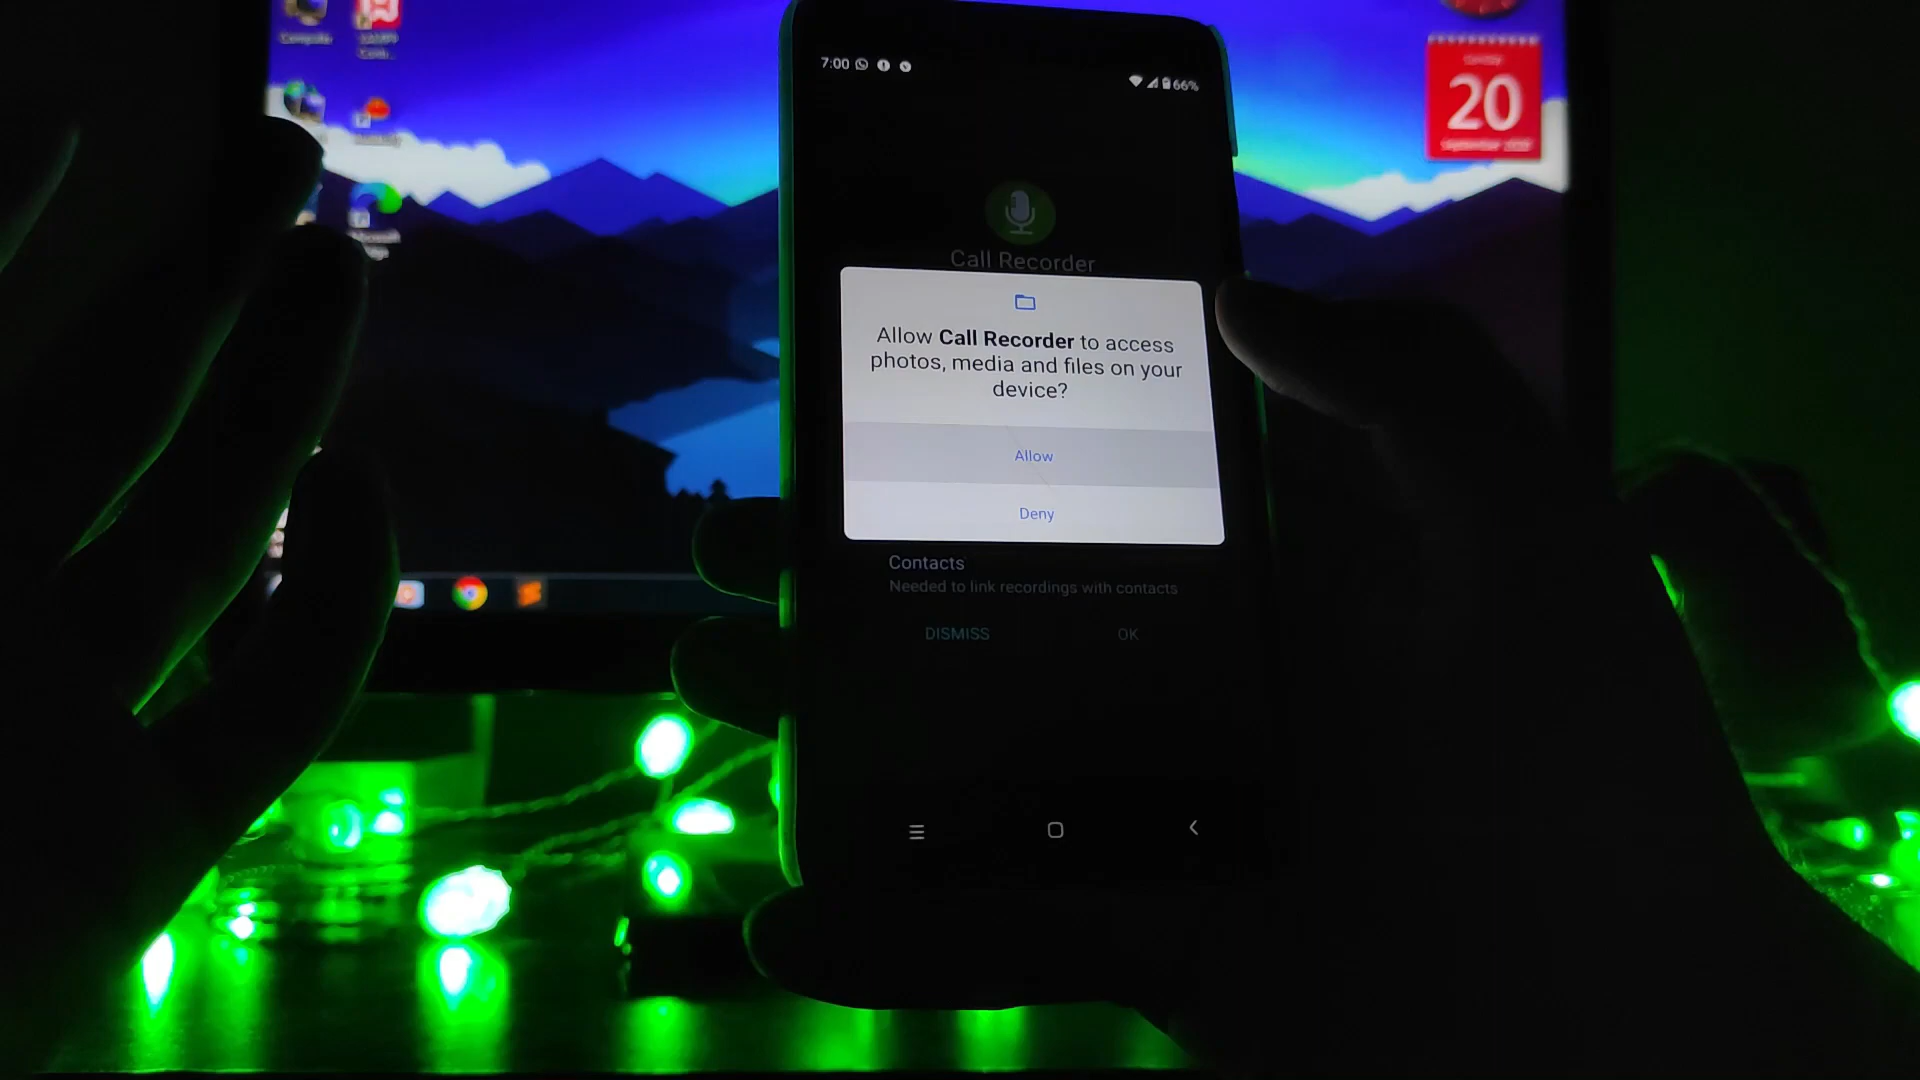 7:00
66%
20
Call Recorder
Allow Call Recorder to access
photos, media and files on your
device?
Allow
Deny
Contacts
Needed to link recordings with contacts
DISMISS
OK